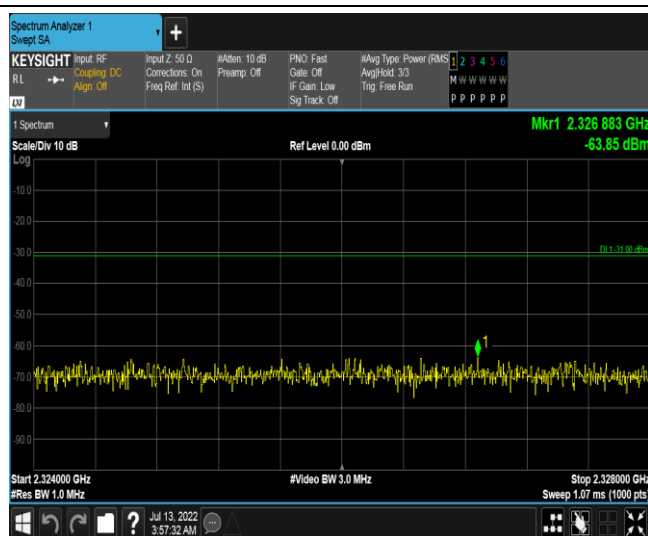 Spectrum Analyzer 1
Swept SA
+
KEYSIGHT Input: RF Input Z: 50 Ω #Atten: 10 dB PNO: Fast #Avg Type: Power (RMS 1 2 3 4 5 6
RL Coupling: DC Corrections: On Preamp: Off Gate: Off Avg|Hold: 3/3 M W W W W W
Align: Off Freq Ref: Int (S) IF Gain: Low Trig: Free Run
Sig Track: Off P P P P P P
LXI
1 Spectrum
Mkr1 2.326 883 GHz
Scale/Div 10 dB Ref Level 0.00 dBm -63.85 dBm
Log
-10.0
-20.0
DL1 -31.00 dBm
-30.0
-40.0
-50.0
-60.0
1
-70.0
-80.0
-90.0
Start 2.324000 GHz #Video BW 3.0 MHz Stop 2.328000 GHz
#Res BW 1.0 MHz Sweep 1.07 ms (1000 pts)
? Jul 13, 2022
3:57:32 AM